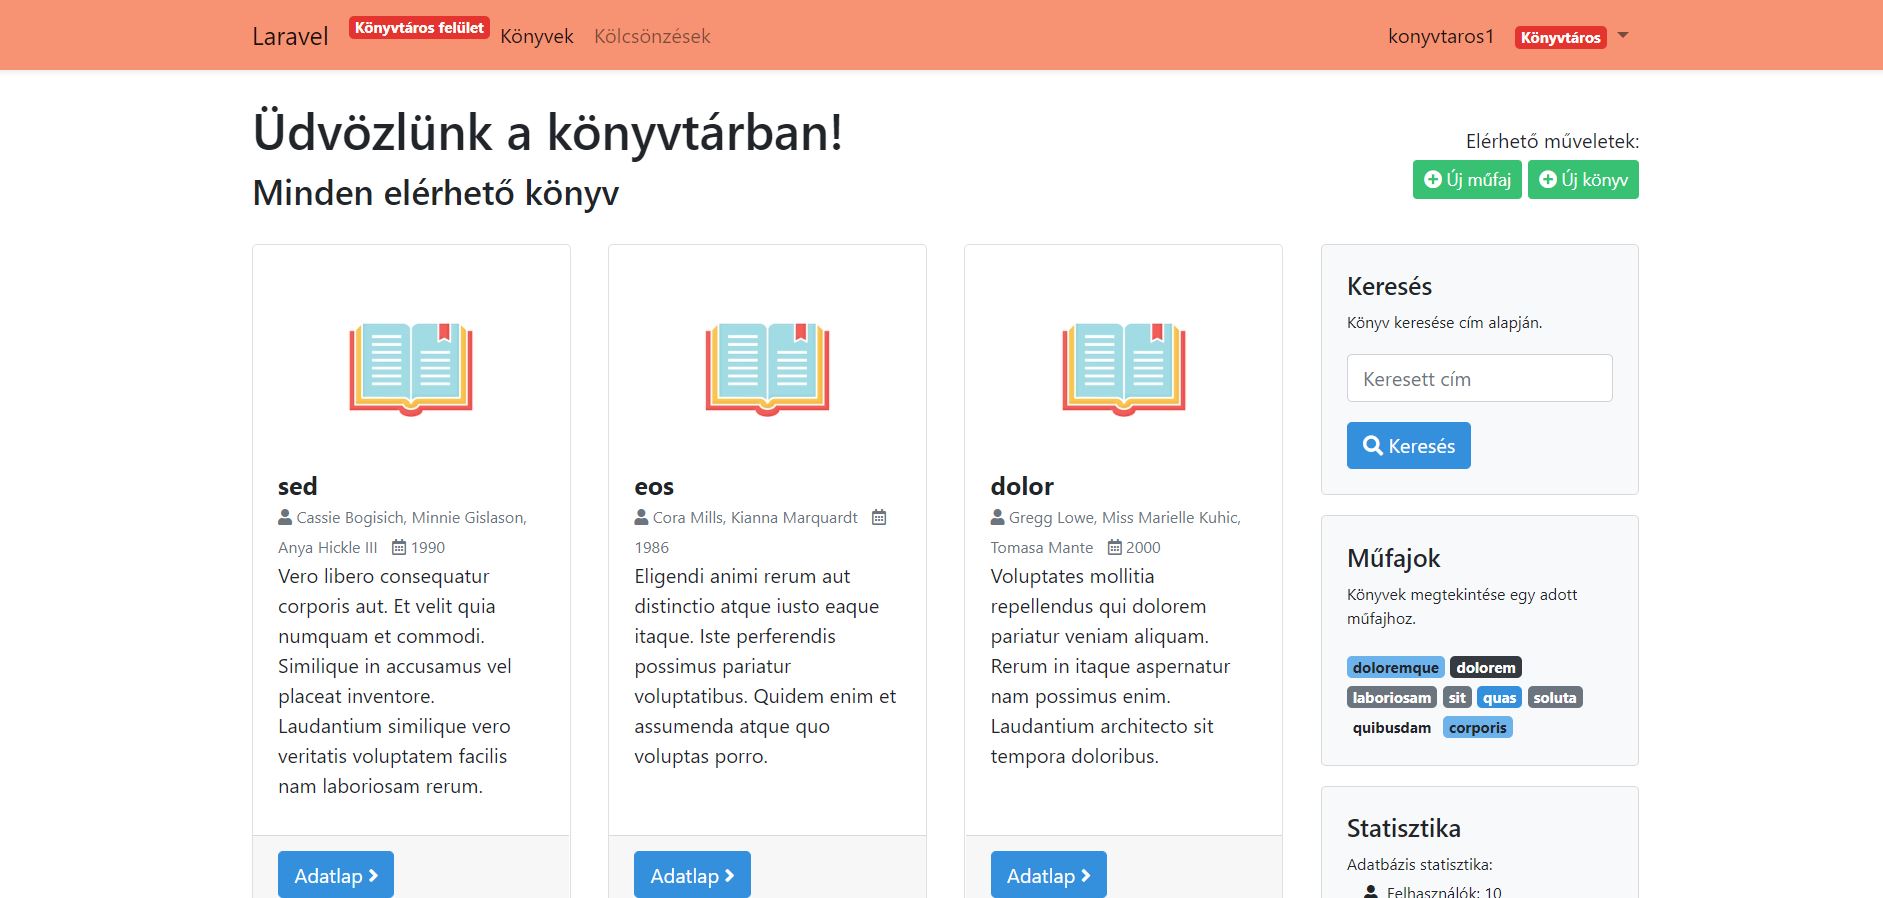 Laravel Könyvtáros felület Könyvek Kölcsönzések konyvtaros1 Könyvtáros
Üdvözlünk a könyvtárban!
Minden elérhető könyv
Elérhető műveletek:
Új műfaj Új könyv
sed
Cassie Bogisich, Minnie Gislason,
Anya Hickle III 1990
Vero libero consequatur
corporis aut. Et velit quia
numquam et commodi.
Similique in accusamus vel
placeat inventore.
Laudantium similique vero
veritatis voluptatem facilis
nam laboriosam rerum.
Adatlap
eos
Cora Mills, Kianna Marquardt
1986
Eligendi animi rerum aut
distinctio atque iusto eaque
itaque. Iste perferendis
possimus pariatur
voluptatibus. Quidem enim et
assumenda atque quo
voluptas porro.
Adatlap
dolor
Gregg Lowe, Miss Marielle Kuhic,
Tomasa Mante 2000
Voluptates mollitia
repellendus qui dolorem
pariatur veniam aliquam.
Rerum in itaque aspernatur
nam possimus enim.
Laudantium architecto sit
tempora doloribus.
Adatlap
Keresés
Könyv keresése cím alapján.
Keresett cím
Keresés
Műfajok
Könyvek megtekintése egy adott
műfajhoz.
doloremque dolorem
laboriosam sit quas soluta
quibusdam corporis
Statisztika
Adatbázis statisztika:
Felhasználók: 10